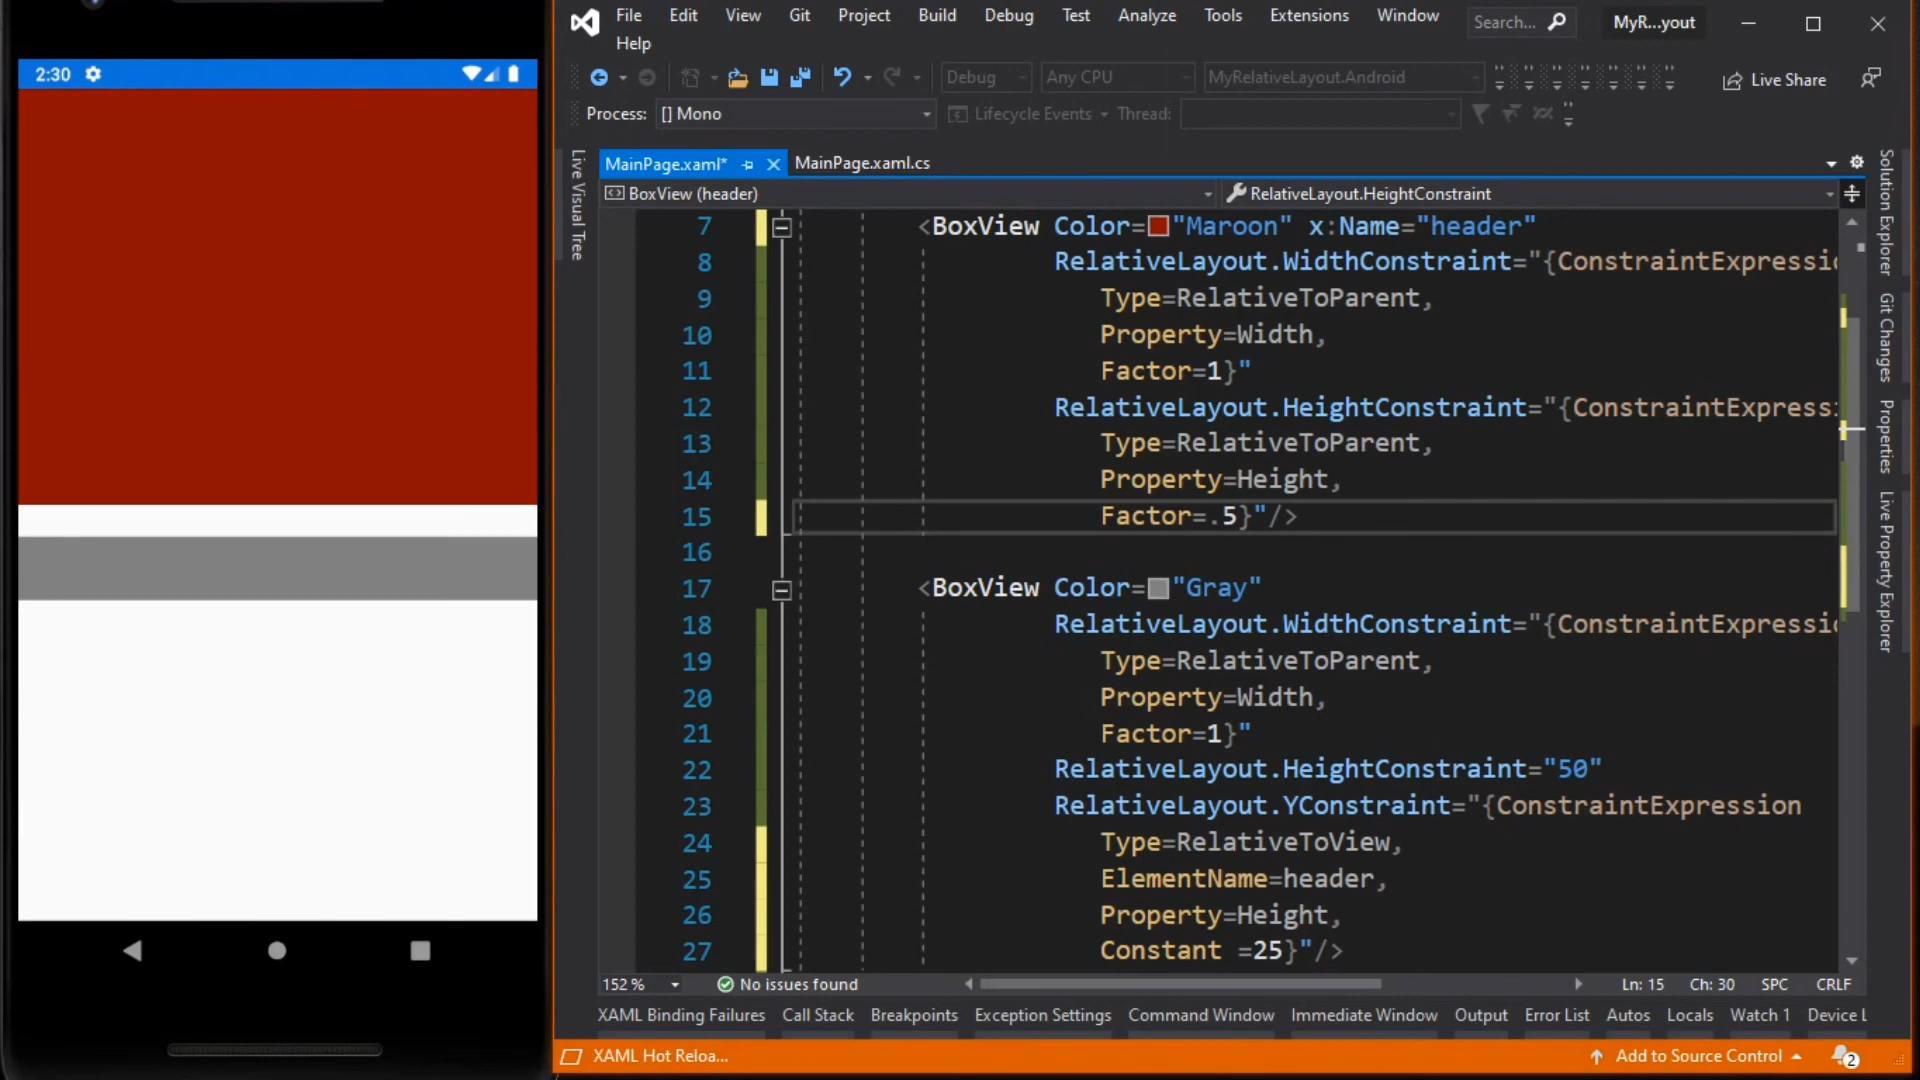 2:30
File Edit View Git Project Build Debug Test Analyze Tools Extensions Window Search... MyR...yout
Help
Debug Any CPU MyRelativeLayout.Android Live Share
Process: [] Mono Lifecycle Events Thread:
MainPage.xaml* MainPage.xaml.cs
BoxView (header) RelativeLayout.HeightConstraint
Live Visual Tree
7 <BoxView Color="Maroon" x:Name="header"
8 RelativeLayout.WidthConstraint="{ConstraintExpressio
9 Type=RelativeToParent,
10 Property=Width,
11 Factor=1}"
12 RelativeLayout.HeightConstraint="{ConstraintExpressi
13 Type=RelativeToParent,
14 Property=Height,
15 Factor=.5}"/>
16
17 <BoxView Color="Gray"
18 RelativeLayout.WidthConstraint="{ConstraintExpressio
19 Type=RelativeToParent,
20 Property=Width,
21 Factor=1}"
22 RelativeLayout.HeightConstraint="50"
23 RelativeLayout.YConstraint="{ConstraintExpression
24 Type=RelativeToView,
25 ElementName=header,
26 Property=Height,
27 Constant =25}"/>
Solution Explorer
Git Changes
Properties
Live Property Explorer
152 % No issues found Ln: 15 Ch: 30 SPC CRLF
XAML Binding Failures Call Stack Breakpoints Exception Settings Command Window Immediate Window Output Error List Autos Locals Watch 1 Device L
XAML Hot Reloa... Add to Source Control 2